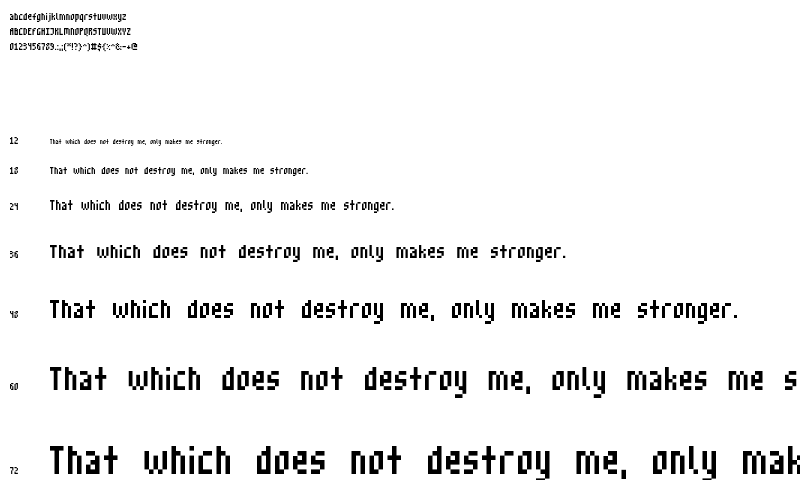 abcdefghijklmnopqrstuvwxyz
ABCDEFGHIJKLMNOPQRSTUVWXYZ
0123456789.:,;(*!?}^)#${%^&-+@
12 That which does not destroy me, only makes me stronger.
18 That which does not destroy me, only makes me stronger.
24 That which does not destroy me, only makes me stronger.
36 That which does not destroy me, only makes me stronger.
48 That which does not destroy me, only makes me stronger.
60 That which does not destroy me, only makes me s
72 That which does not destroy me, only mak